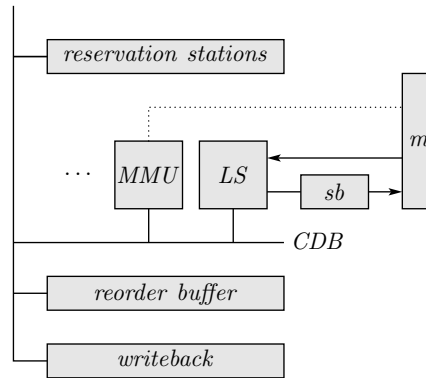 reservation stations
m
... MMU LS
sb
CDB
reorder buffer
writeback